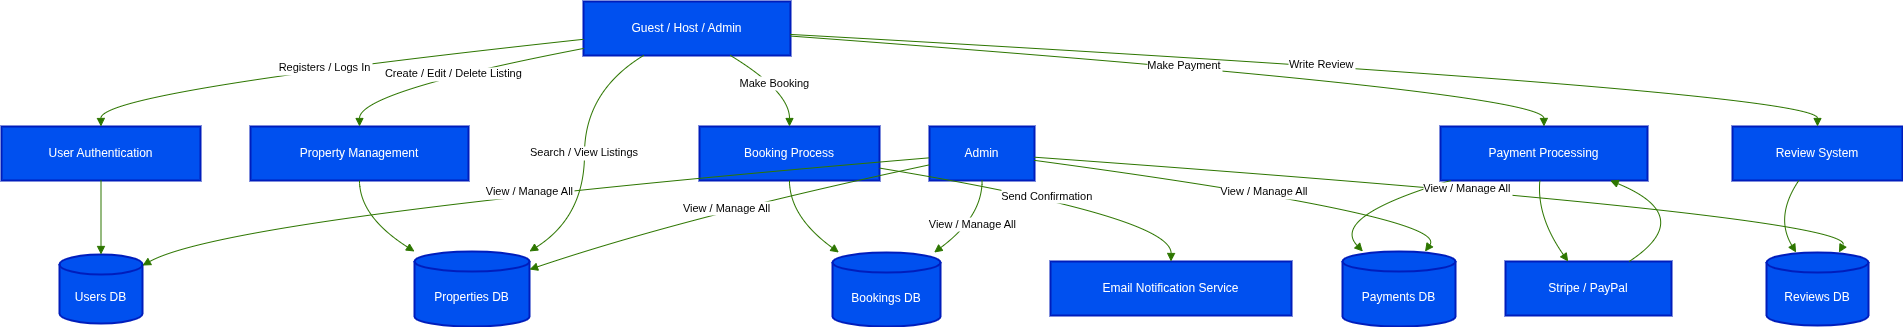 Guest / Host / Admin
Registers / Logs In
Create / Edit / Delete Listing
Make Booking
Make Payment
Write Review
User Authentication
Property Management
Search / View Listings
Booking Process
Admin
Payment Processing
Review System
View / Manage All
View / Manage All
Send Confirmation
View / Manage All
View / Manage All
View / Manage All
Users DB
Properties DB
Bookings DB
Email Notification Service
Payments DB
Stripe / PayPal
Reviews DB